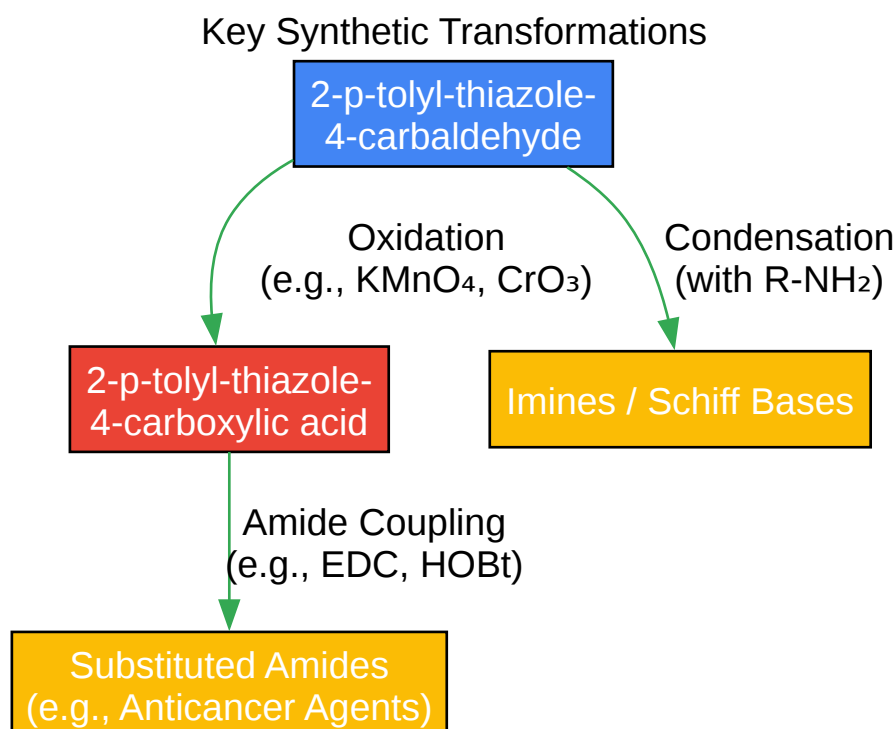 Key Synthetic Transformations
2-p-tolyl-thiazole-
4-carbaldehyde
Oxidation
(e.g., KMnO₄, CrO₃)
Condensation
(with R-NH₂)
2-p-tolyl-thiazole-
4-carboxylic acid
Imines / Schiff Bases
Amide Coupling
(e.g., EDC, HOBt)
Substituted Amides
(e.g., Anticancer Agents)